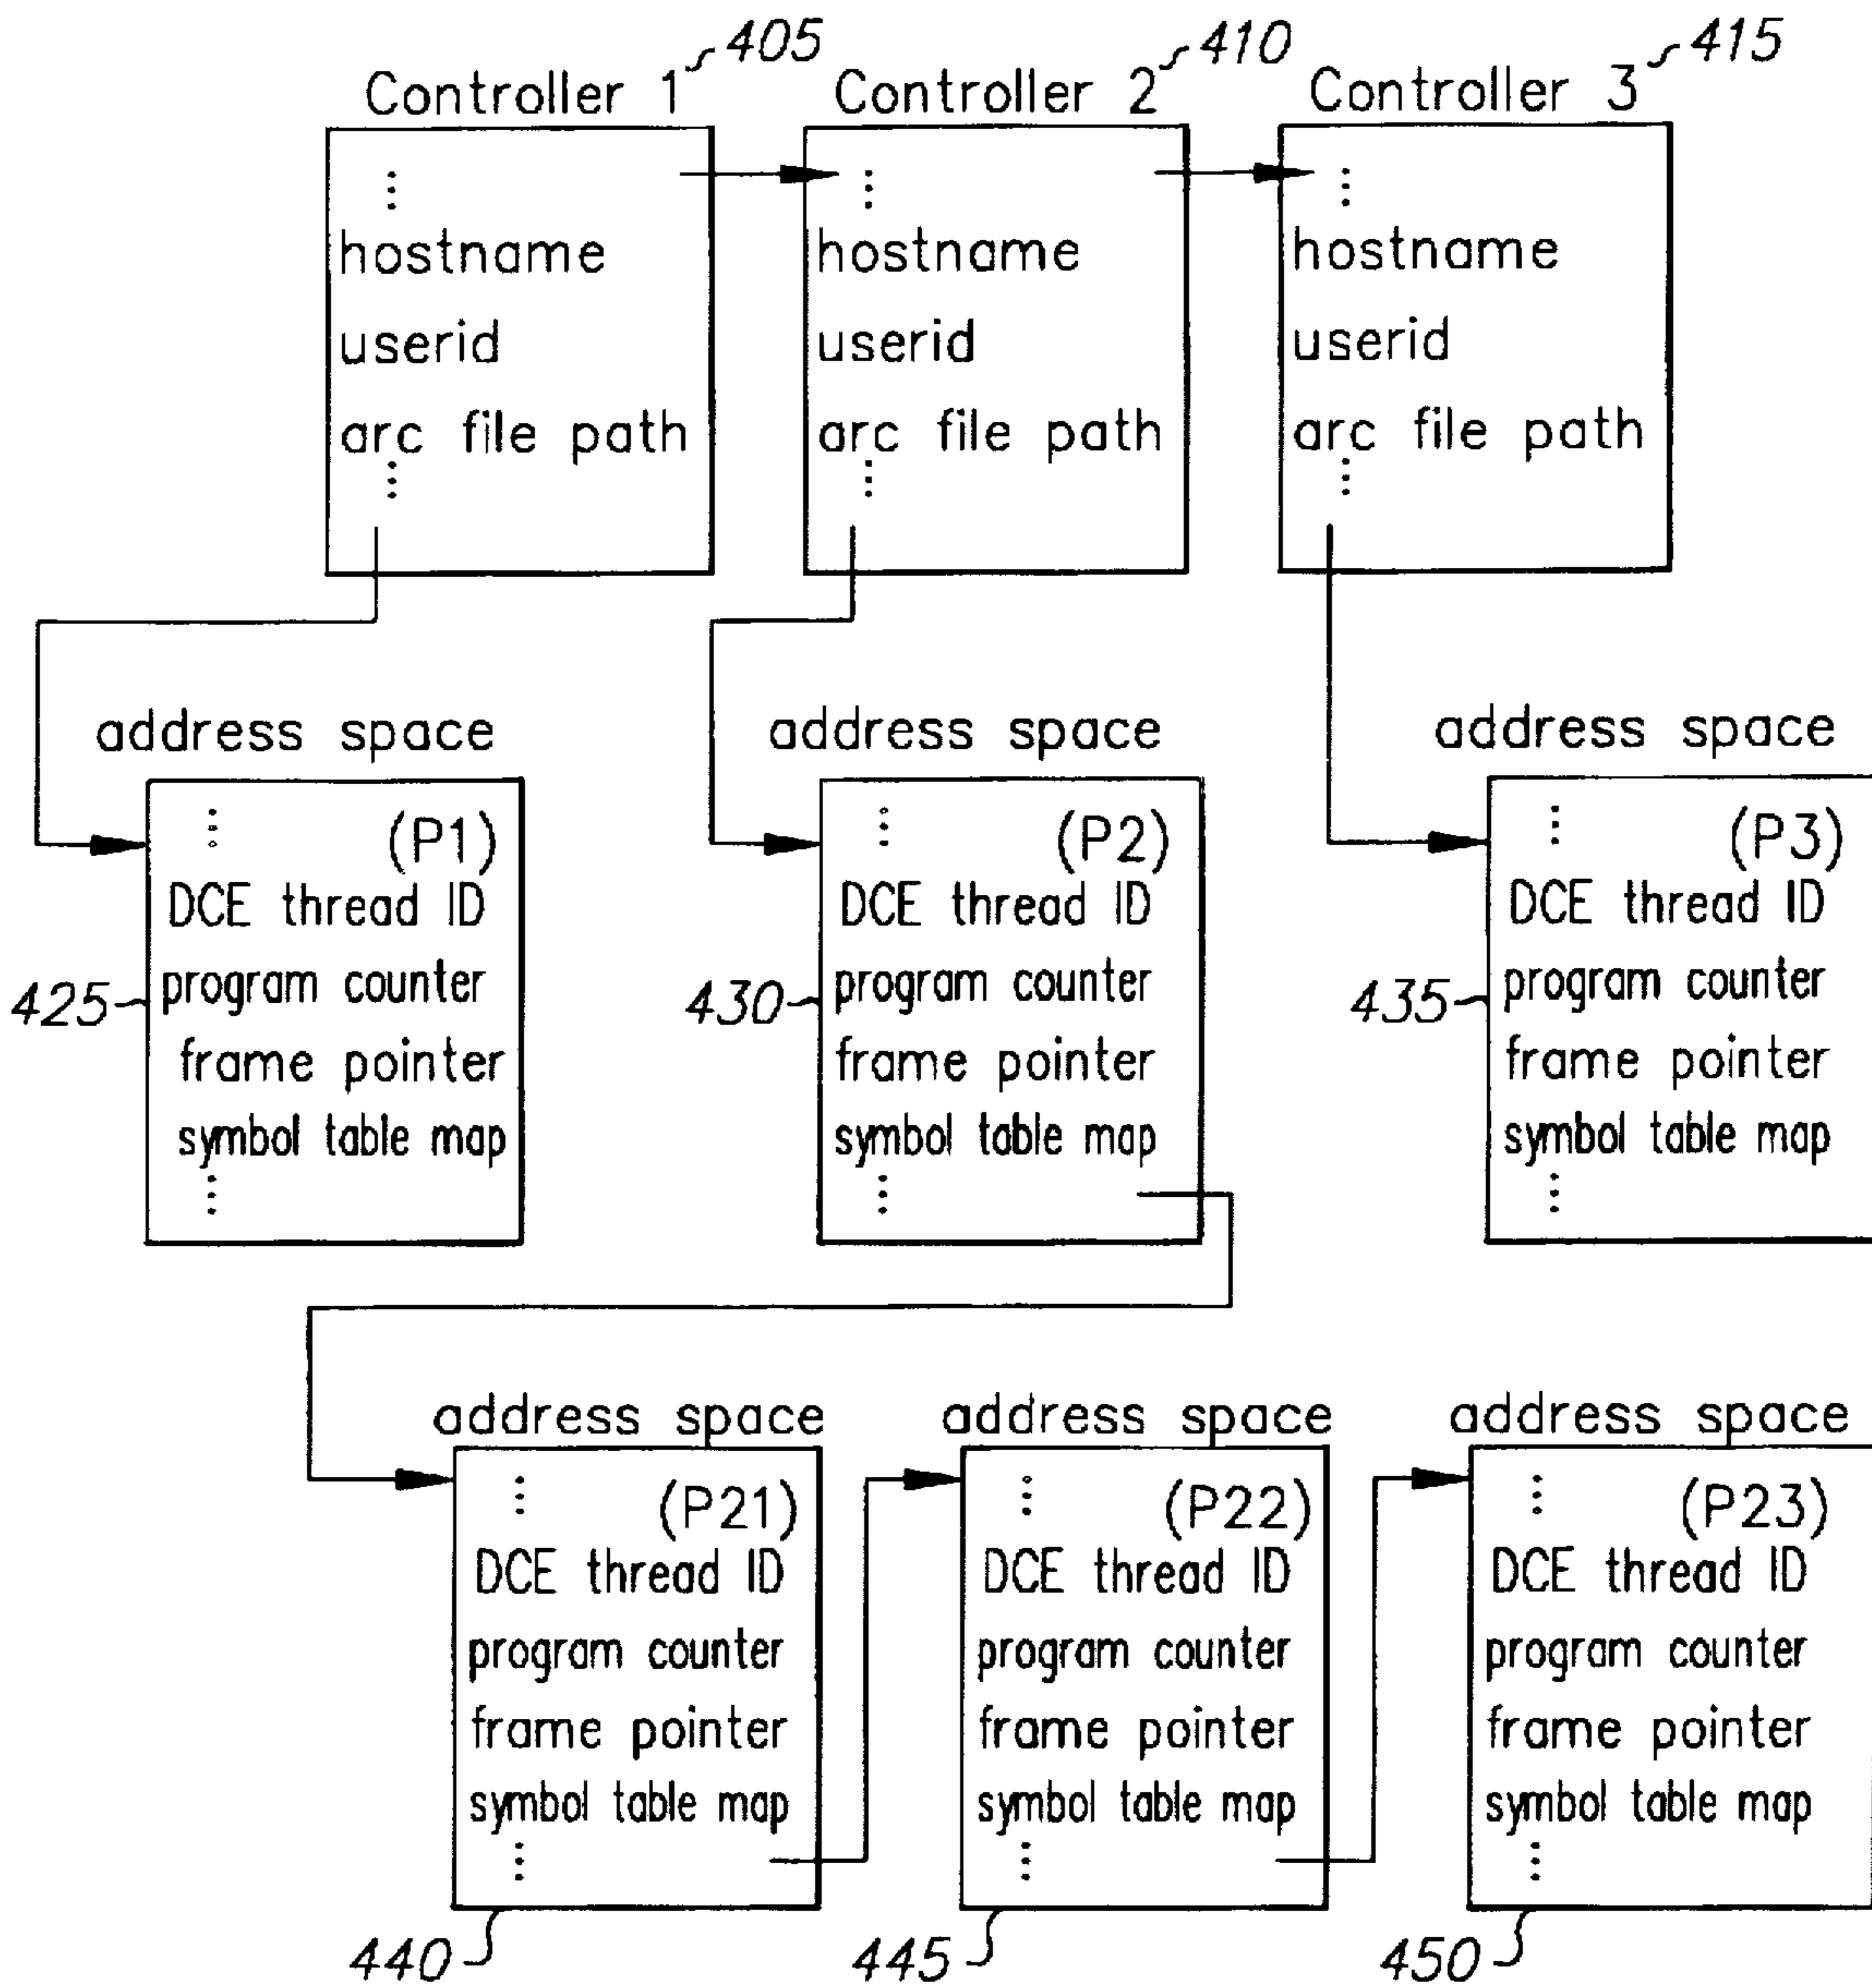 405
410
415
Controller 1
Controller 2
Controller 3
hostname
userid
arc file path
hostname
userid
arc file path
hostname
userid
arc file path
address space
(P1)
DCE thread ID
program counter
frame pointer
symbol table map
425
address space
(P2)
DCE thread ID
program counter
frame pointer
symbol table map
430
address space
(P3)
DCE thread ID
program counter
frame pointer
symbol table map
435
address space
(P21)
DCE thread ID
program counter
frame pointer
symbol table map
440
address space
(P22)
DCE thread ID
program counter
frame pointer
symbol table map
445
address space
(P23)
DCE thread ID
program counter
frame pointer
symbol table map
450